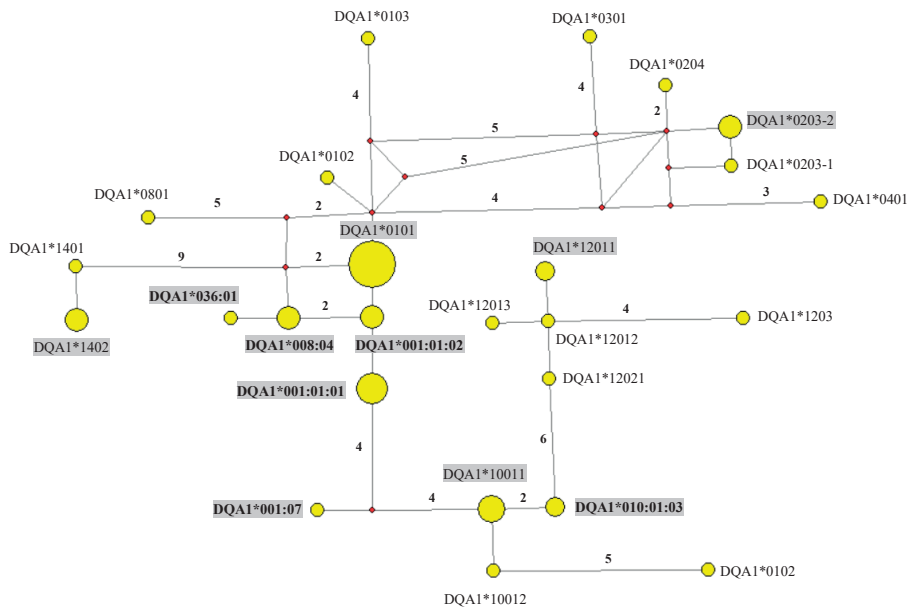 DQA1*0103
DQA1*0301
DQA1*0204
4
4
2
DQA1*0203-2
5
DQA1*0102
5
DQA1*0203-1
DQA1*0801
5
2
4
3
DQA1*0401
DQA1*0101
DQA1*1401
9
2
DQA1*12011
DQA1*036:01
DQA1*12013
4
DQA1*1203
2
DQA1*12012
DQA1*1402
DQA1*008:04
DQA1*001:01:02
DQA1*12021
DQA1*001:01:01
6
4
DQA1*10011
DQA1*001:07
4
2
DQA1*010:01:03
5
DQA1*0102
DQA1*10012